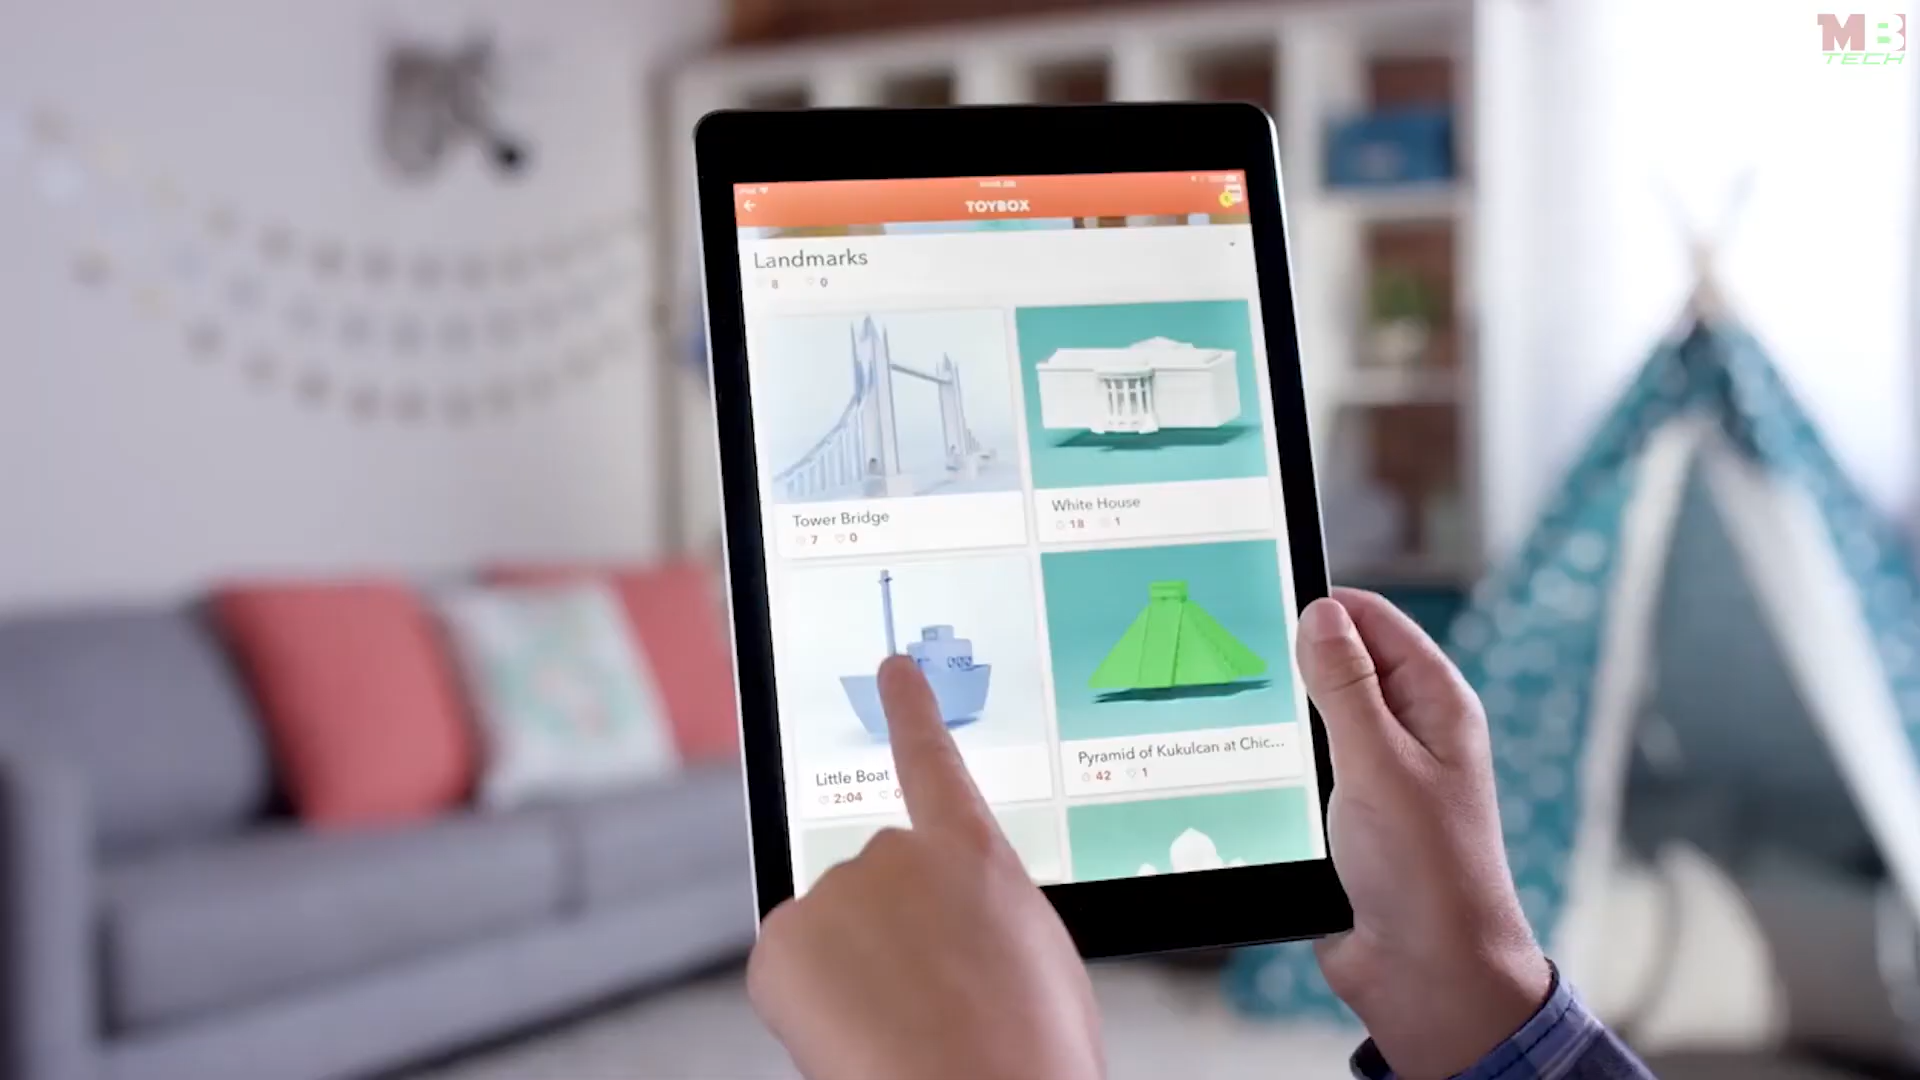 MB
TECH
TOYBOX
Landmarks
8 0
Tower Bridge
7 0
White House
18 1
Little Boat
2:04 0
Pyramid of Kukulcan at Chic...
42 1